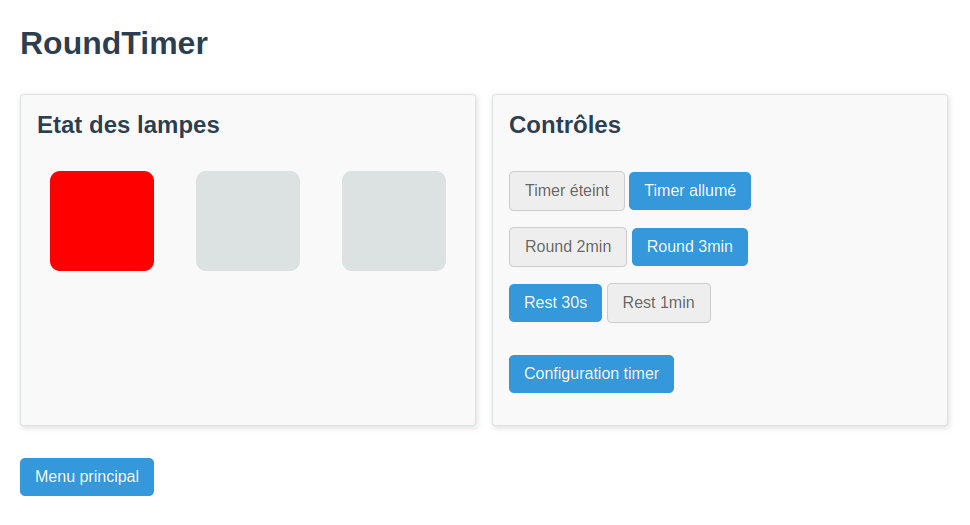 RoundTimer
Etat des lampes
Contrôles
Timer éteint Timer allumé
Round 2min Round 3min
Rest 30s Rest 1min
Configuration timer
Menu principal